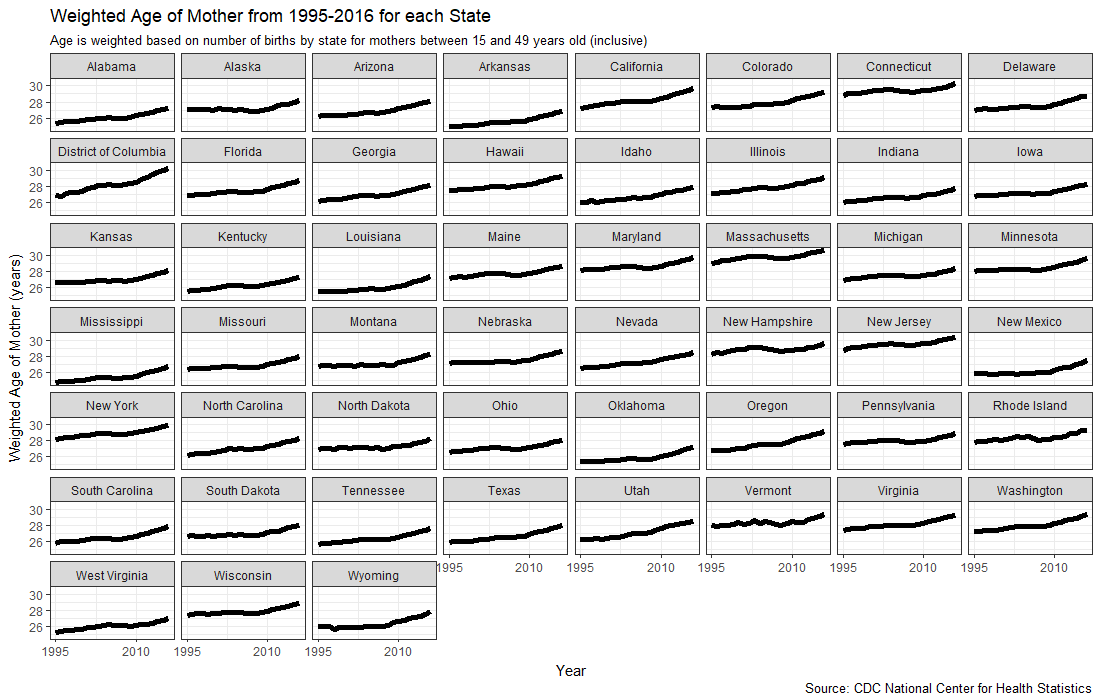 Weighted Age of Mother from 1995-2016 for each State
Age is weighted based on number of births by state for mothers between 15 and 49 years old (inclusive)
Alabama Alaska Arizona Arkansas California Colorado Connecticut Delaware
30
28
26
District of Columbia Florida Georgia Hawaii Idaho Illinois Indiana Iowa
30
28
26
Kansas Kentucky Louisiana Maine Maryland Massachusetts Michigan Minnesota
30
28
26
Mississippi Missouri Montana Nebraska Nevada New Hampshire New Jersey New Mexico
30
28
26
New York North Carolina North Dakota Ohio Oklahoma Oregon Pennsylvania Rhode Island
30
28
26
South Carolina South Dakota Tennessee Texas Utah Vermont Virginia Washington
30
28
26
1995 2010 1995 2010 1995 2010 1995 2010 1995 2010
West Virginia Wisconsin Wyoming
30
28
26
1995 2010 1995 2010 1995 2010
Weighted Age of Mother (years)
Year
Source: CDC National Center for Health Statistics